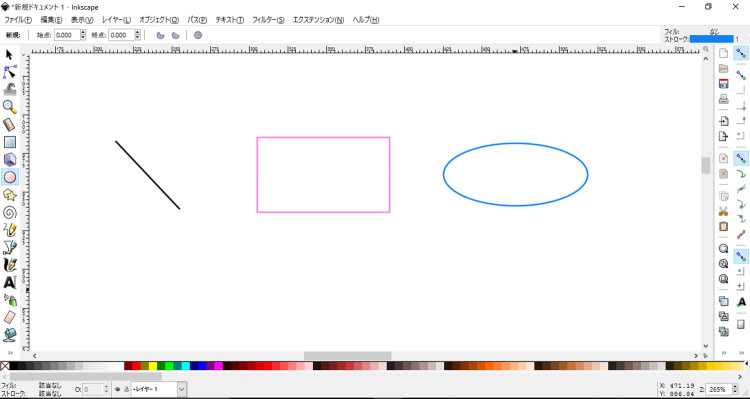 *新規ドキュメント 1 - Inkscape
ファイル(F) 編集(E) 表示(V) レイヤー(L) オブジェクト(O) パス(P) テキスト(T) フィルター(S) エクステンション(N) ヘルプ(H)
新規: 始点: 0.000 終点: 0.000
フィル: なし
ストローク: 1
フィル: 該当なし
ストローク: 該当なし
O: 0
-レイヤー 1
X: 471.19
Y: 886.84
Z: 265%